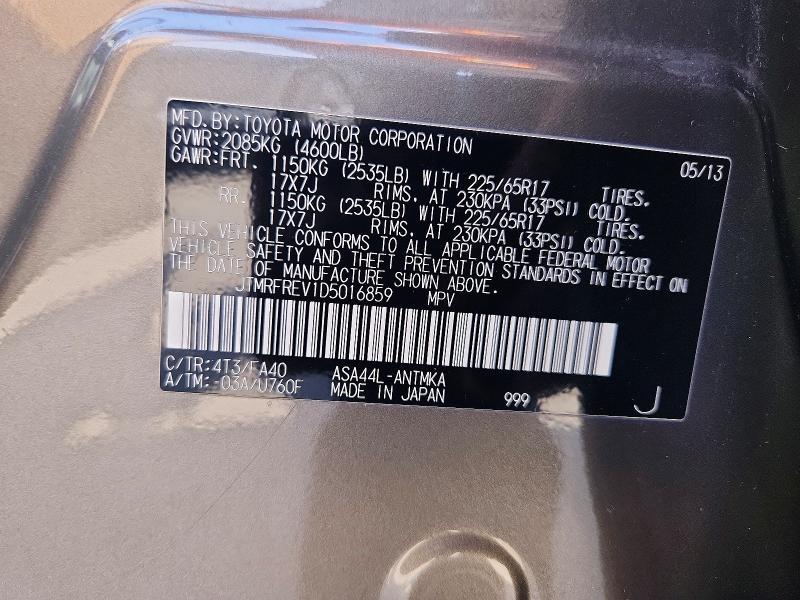 MFD.BY:TOYOTA MOTOR CORPORATION 05/13
GVWR:2085KG (4600LB)
GAWR:FRT. 1150KG (2535LB) WITH 225/65R17 TIRES.
17X7J RIMS, AT 230KPA (33PSI) COLD.
RR. 1150KG (2535LB) WITH 225/65R17 TIRES.
17X7J RIMS, AT 230KPA (33PSI) COLD.
THIS VEHICLE CONFORMS TO ALL APPLICABLE FEDERAL MOTOR
VEHICLE SAFETY AND THEFT PREVENTION STANDARDS IN EFFECT ON
THE DATE OF MANUFACTURE SHOWN ABOVE.
JTMRFREV1D5016859 MPV
C/TR:4T3/FA40 ASA44L-ANTMKA
A/TM:-03A/U760F MADE IN JAPAN 999 J